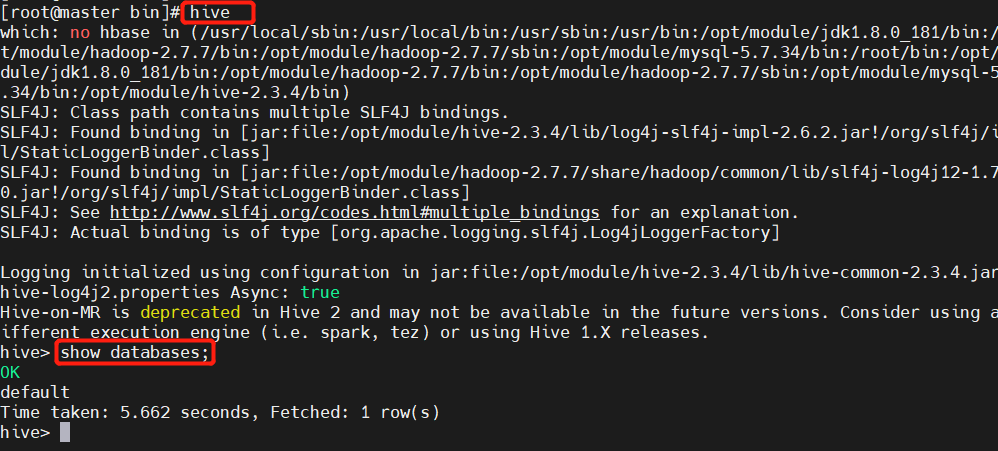 [root@master bin]# hive
which: no hbase in (/usr/local/sbin:/usr/local/bin:/usr/sbin:/usr/bin:/opt/module/jdk1.8.0_181/bin:/
t/module/hadoop-2.7.7/bin:/opt/module/hadoop-2.7.7/sbin:/opt/module/mysql-5.7.34/bin:/root/bin:/opt/
dule/jdk1.8.0_181/bin:/opt/module/hadoop-2.7.7/bin:/opt/module/hadoop-2.7.7/sbin:/opt/module/mysql-5
.34/bin:/opt/module/hive-2.3.4/bin)
SLF4J: Class path contains multiple SLF4J bindings.
SLF4J: Found binding in [jar:file:/opt/module/hive-2.3.4/lib/log4j-slf4j-impl-2.6.2.jar!/org/slf4j/i
l/StaticLoggerBinder.class]
SLF4J: Found binding in [jar:file:/opt/module/hadoop-2.7.7/share/hadoop/common/lib/slf4j-log4j12-1.7
0.jar!/org/slf4j/impl/StaticLoggerBinder.class]
SLF4J: See http://www.slf4j.org/codes.html#multiple_bindings for an explanation.
SLF4J: Actual binding is of type [org.apache.logging.slf4j.Log4jLoggerFactory]
Logging initialized using configuration in jar:file:/opt/module/hive-2.3.4/lib/hive-common-2.3.4.jar
hive-log4j2.properties Async: true
Hive-on-MR is deprecated in Hive 2 and may not be available in the future versions. Consider using a
ifferent execution engine (i.e. spark, tez) or using Hive 1.X releases.
hive> show databases;
OK
default
Time taken: 5.662 seconds, Fetched: 1 row(s)
hive>